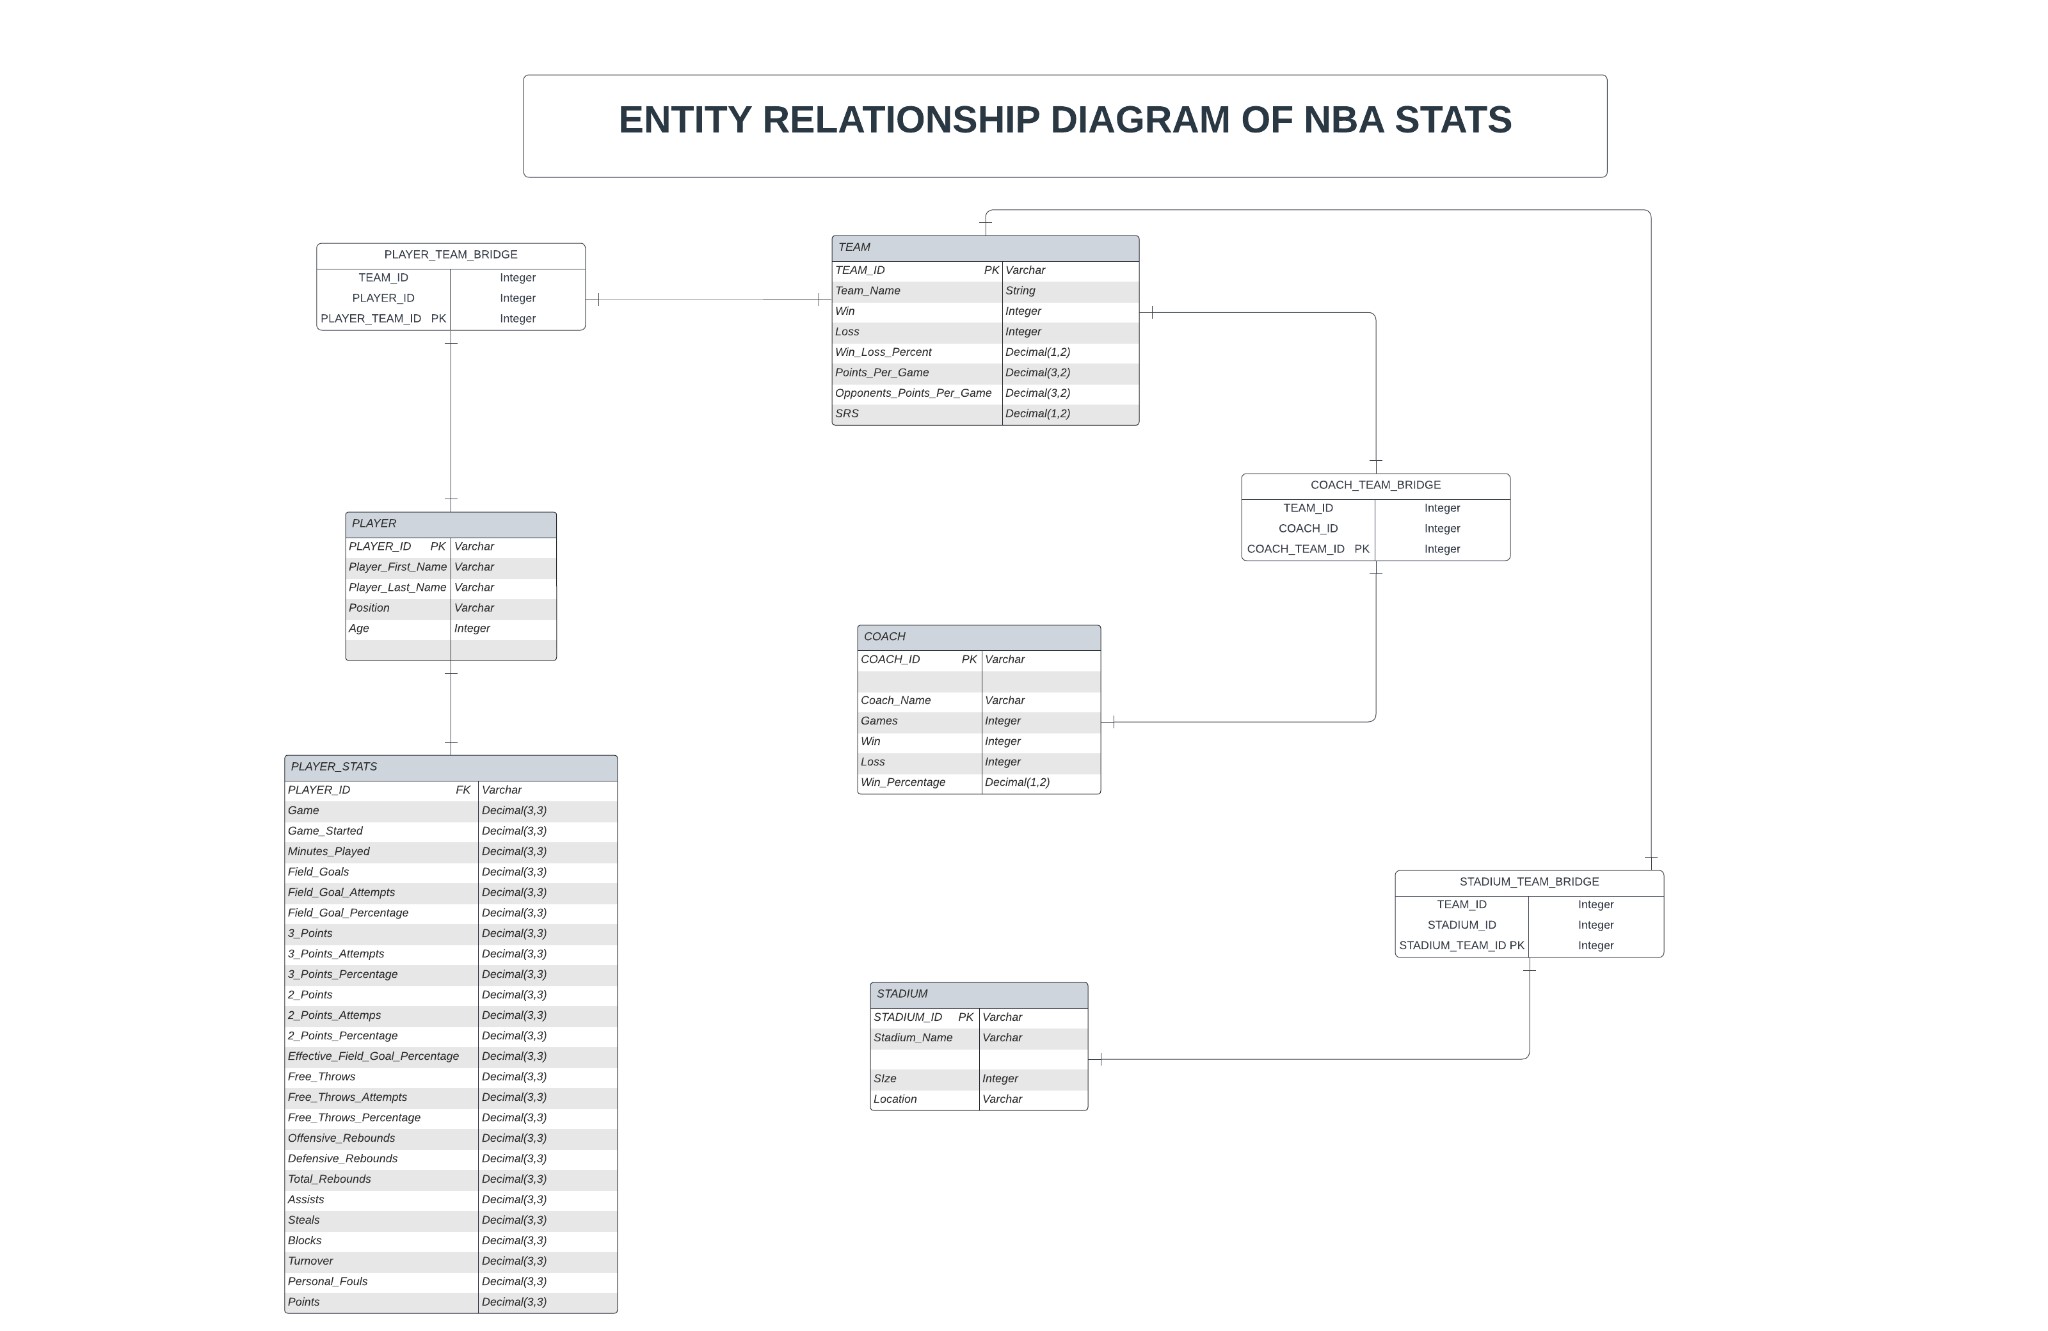 ENTITY RELATIONSHIP DIAGRAM OF NBA STATS
PLAYER_TEAM_BRIDGE
TEAM_ID Integer
PLAYER_ID Integer
PLAYER_TEAM_ID PK Integer
TEAM
TEAM_ID PK Varchar
Team_Name String
Win Integer
Loss Integer
Win_Loss_Percent Decimal(1,2)
Points_Per_Game Decimal(3,2)
Opponents_Points_Per_Game Decimal(3,2)
SRS Decimal(1,2)
COACH_TEAM_BRIDGE
TEAM_ID Integer
COACH_ID Integer
COACH_TEAM_ID PK Integer
PLAYER
PLAYER_ID PK Varchar
Player_First_Name Varchar
Player_Last_Name Varchar
Position Varchar
Age Integer
COACH
COACH_ID PK Varchar
Coach_Name Varchar
Games Integer
Win Integer
Loss Integer
Win_Percentage Decimal(1,2)
PLAYER_STATS
PLAYER_ID FK Varchar
Game Decimal(3,3)
Game_Started Decimal(3,3)
Minutes_Played Decimal(3,3)
Field_Goals Decimal(3,3)
Field_Goal_Attempts Decimal(3,3)
Field_Goal_Percentage Decimal(3,3)
3_Points Decimal(3,3)
3_Points_Attempts Decimal(3,3)
3_Points_Percentage Decimal(3,3)
2_Points Decimal(3,3)
2_Points_Attemps Decimal(3,3)
2_Points_Percentage Decimal(3,3)
Effective_Field_Goal_Percentage Decimal(3,3)
Free_Throws Decimal(3,3)
Free_Throws_Attempts Decimal(3,3)
Free_Throws_Percentage Decimal(3,3)
Offensive_Rebounds Decimal(3,3)
Defensive_Rebounds Decimal(3,3)
Total_Rebounds Decimal(3,3)
Assists Decimal(3,3)
Steals Decimal(3,3)
Blocks Decimal(3,3)
Turnover Decimal(3,3)
Personal_Fouls Decimal(3,3)
Points Decimal(3,3)
STADIUM_TEAM_BRIDGE
TEAM_ID Integer
STADIUM_ID Integer
STADIUM_TEAM_ID PK Integer
STADIUM
STADIUM_ID PK Varchar
Stadium_Name Varchar
SIze Integer
Location Varchar